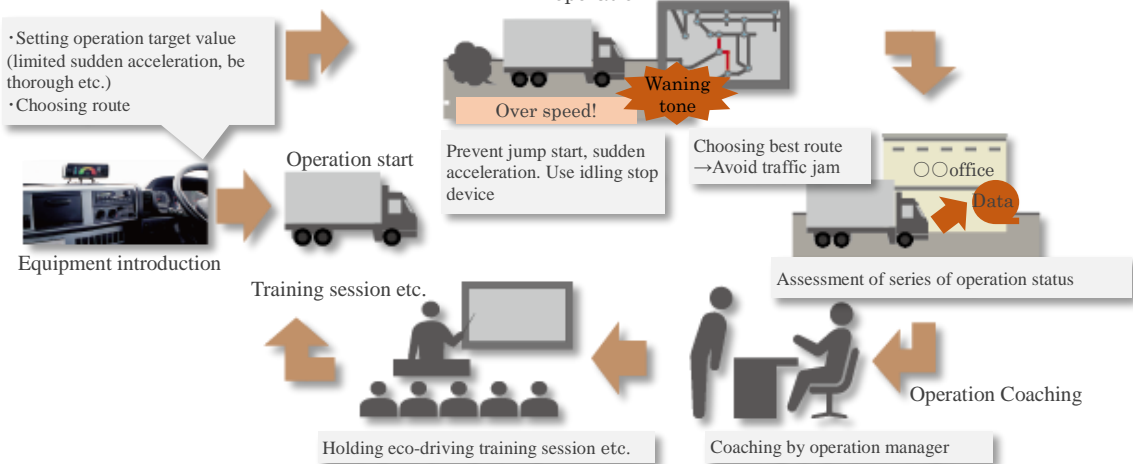 ・Setting operation target value
(limited sudden acceleration, be
thorough etc.)
・Choosing route
Equipment introduction
Operation start
Over speed!
Waning
tone
Prevent jump start, sudden
acceleration. Use idling stop
device
Choosing best route
→Avoid traffic jam
○○office
Data
Assessment of series of operation status
Operation Coaching
Coaching by operation manager
Training session etc.
Holding eco-driving training session etc.